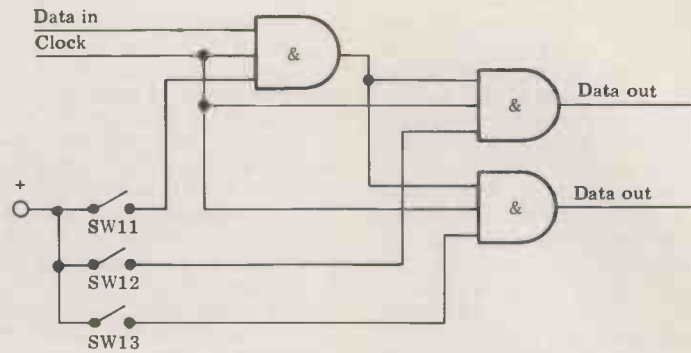 Data in
Clock
&
&
Data out
+
SW11
&
Data out
SW12
SW13